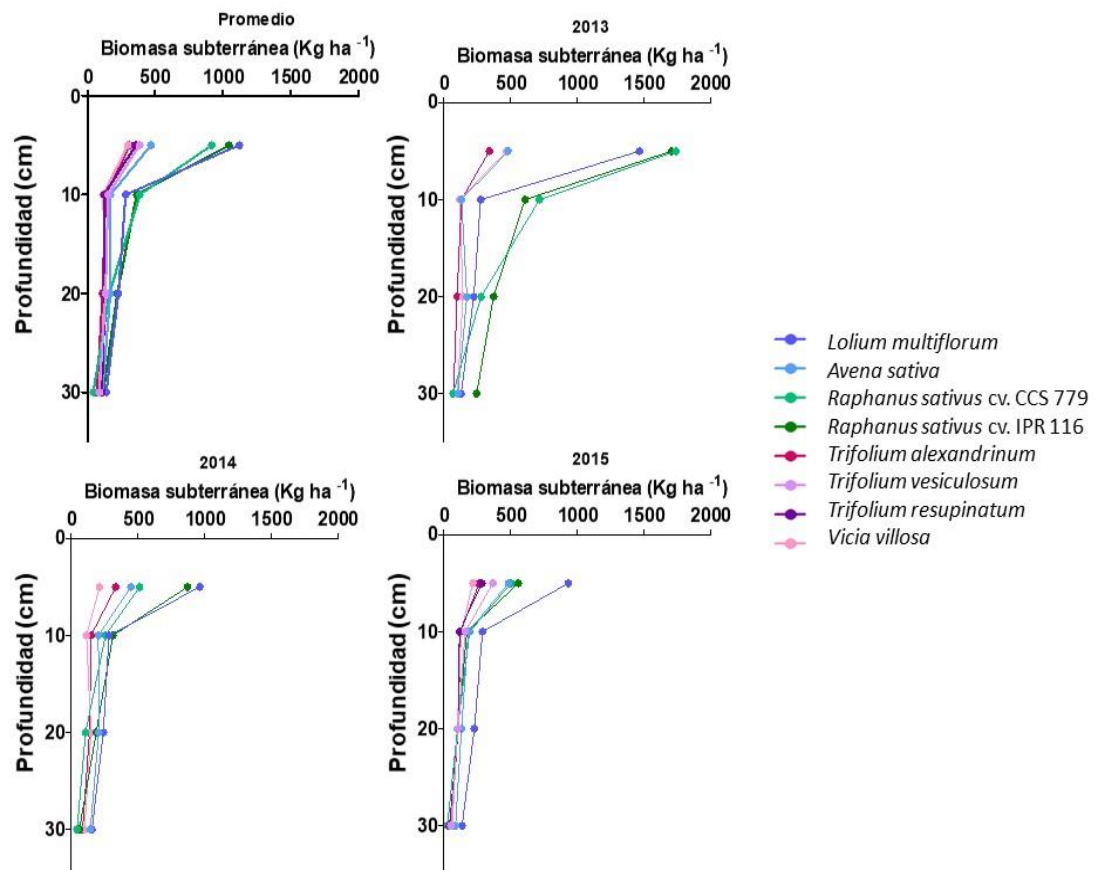 Promedio
Biomasa subterránea (Kg ha -1)
0 500 1000 1500 2000
0
10
20
30
Profundidad (cm)
2013
Biomasa subterránea (Kg ha -1)
0 500 1000 1500 2000
0
10
20
30
Profundidad (cm)
2014
Biomasa subterránea (Kg ha -1)
0 500 1000 1500 2000
0
10
20
30
Profundidad (cm)
2015
Biomasa subterránea (Kg ha -1)
0 500 1000 1500 2000
0
10
20
30
Profundidad (cm)
Lolium multiflorum
Avena sativa
Raphanus sativus cv. CCS 779
Raphanus sativus cv. IPR 116
Trifolium alexandrinum
Trifolium vesiculosum
Trifolium resupinatum
Vicia villosa